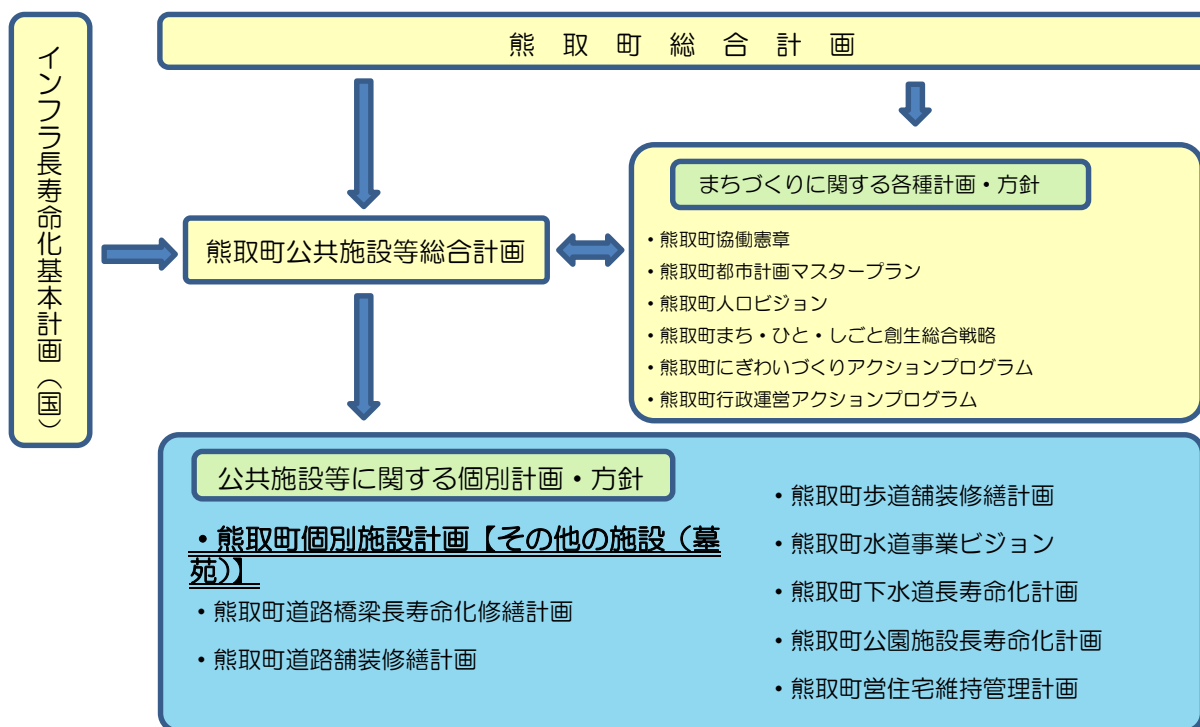 熊取町総合計画
インフラ長寿命化基本計画（国）
まちづくりに関する各種計画・方針
・熊取町協働憲章
・熊取町都市計画マスタープラン
・熊取町人口ビジョン
・熊取町まち・ひと・しごと創生総合戦略
・熊取町にぎわいづくりアクションプログラム
・熊取町行政運営アクションプログラム
熊取町公共施設等総合計画
公共施設等に関する個別計画・方針
・熊取町個別施設計画【その他の施設（墓
苑）】
・熊取町道路橋梁長寿命化修繕計画
・熊取町道路舗装修繕計画
・熊取町歩道舗装修繕計画
・熊取町水道事業ビジョン
・熊取町下水道長寿命化計画
・熊取町公園施設長寿命化計画
・熊取町営住宅維持管理計画